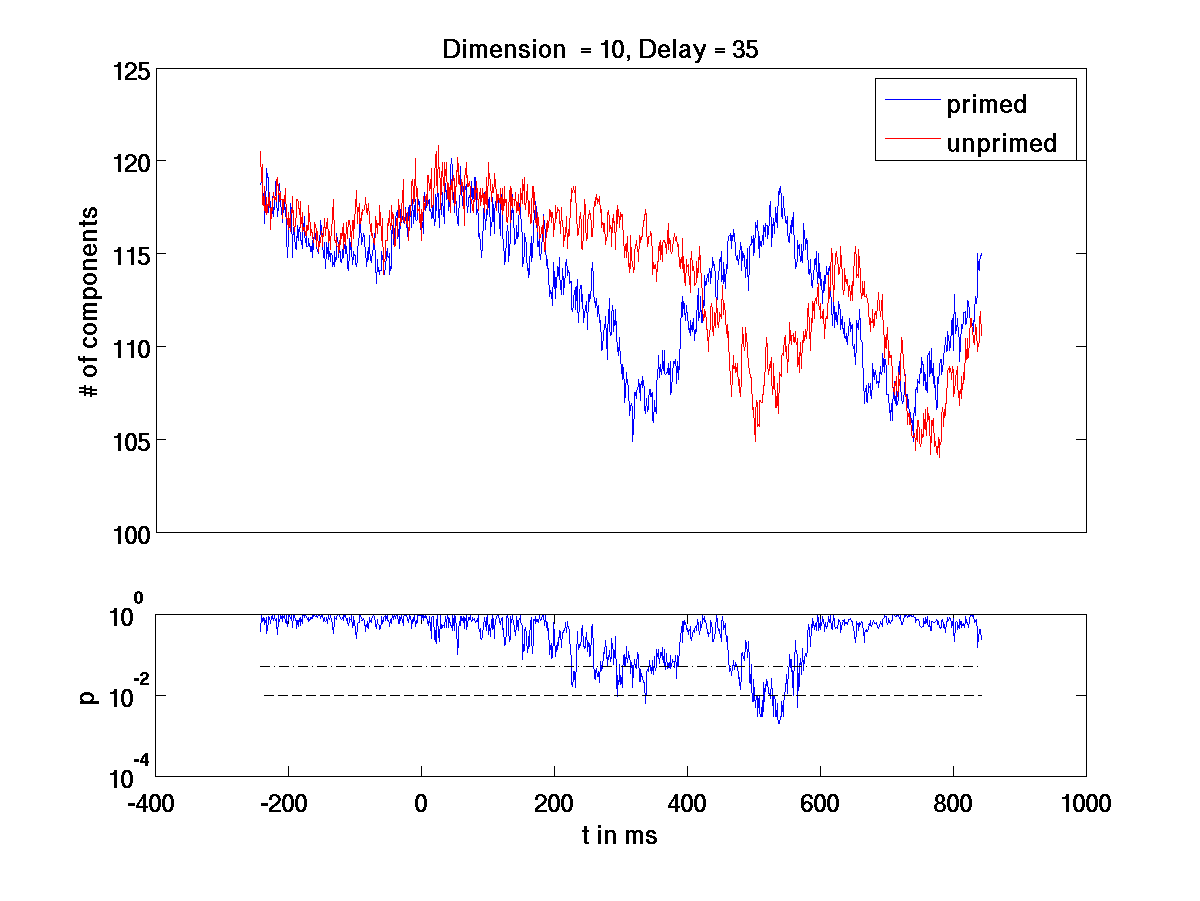 Dimension = 10, Delay = 35
125
primed
unprimed
120
115
110
105
100
# of components
10^0
10^-2
10^-4
p
-400 -200 0 200 400 600 800 1000
t in ms